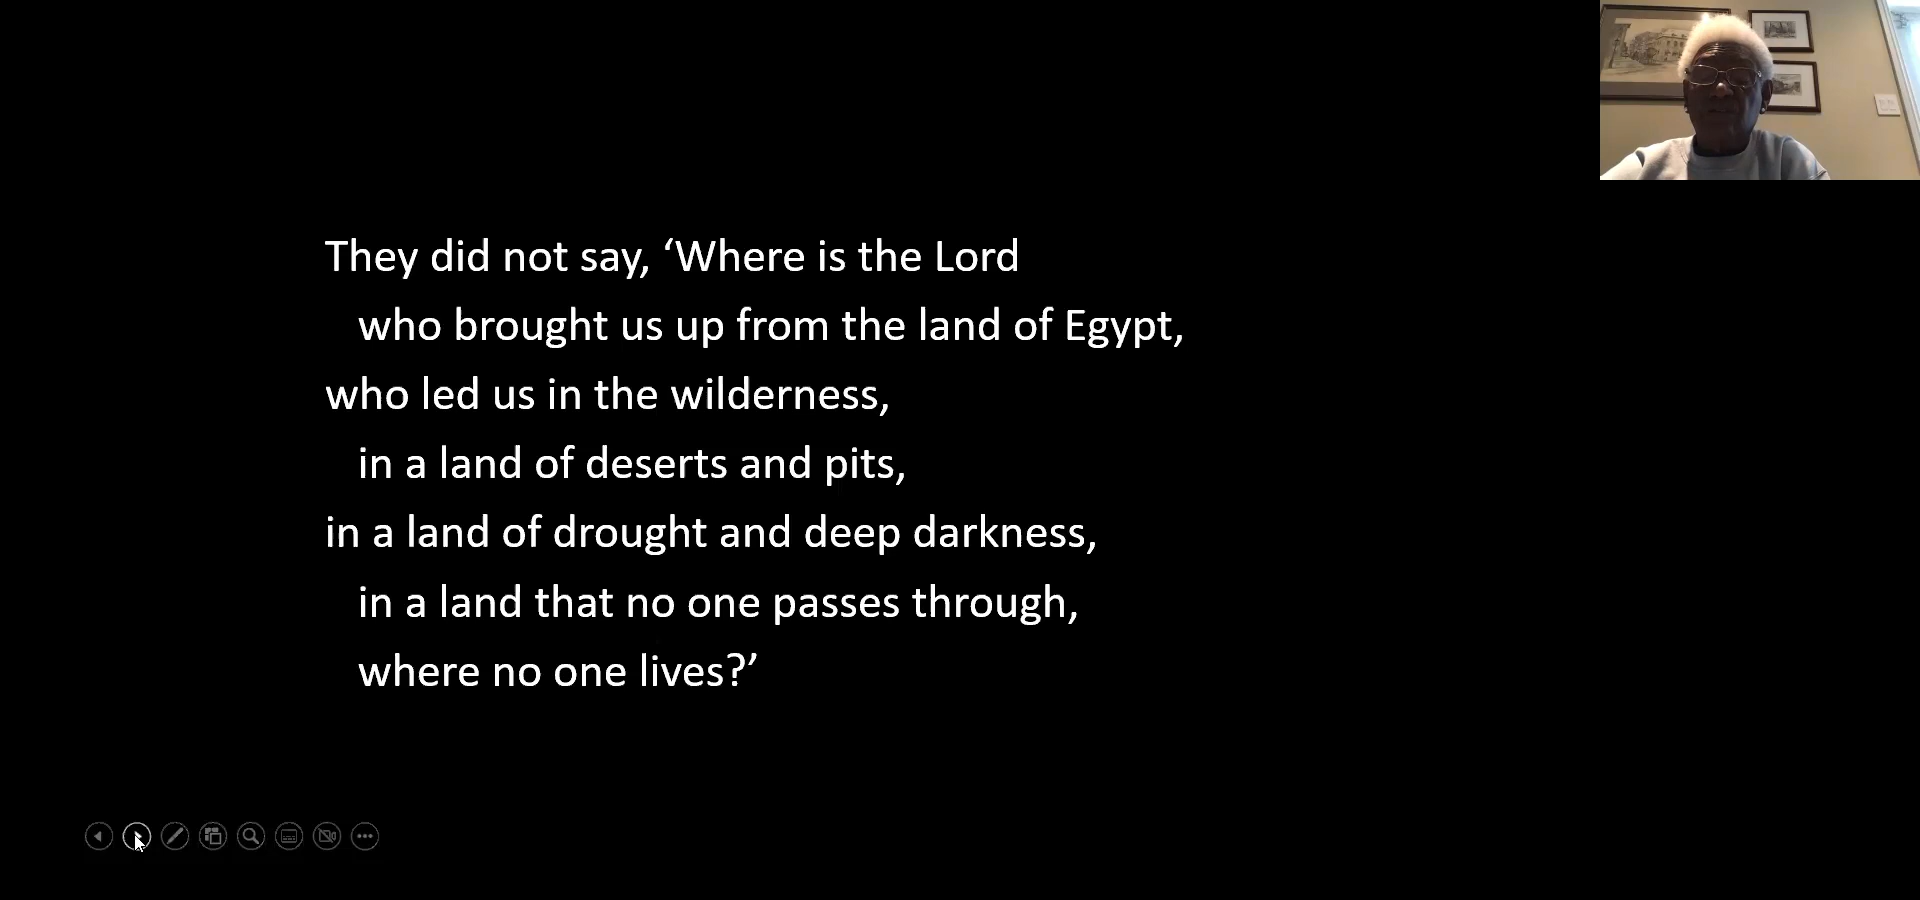 They did not say, ‘Where is the Lord
who brought us up from the land of Egypt,
who led us in the wilderness,
in a land of deserts and pits,
in a land of drought and deep darkness,
in a land that no one passes through,
where no one lives?’